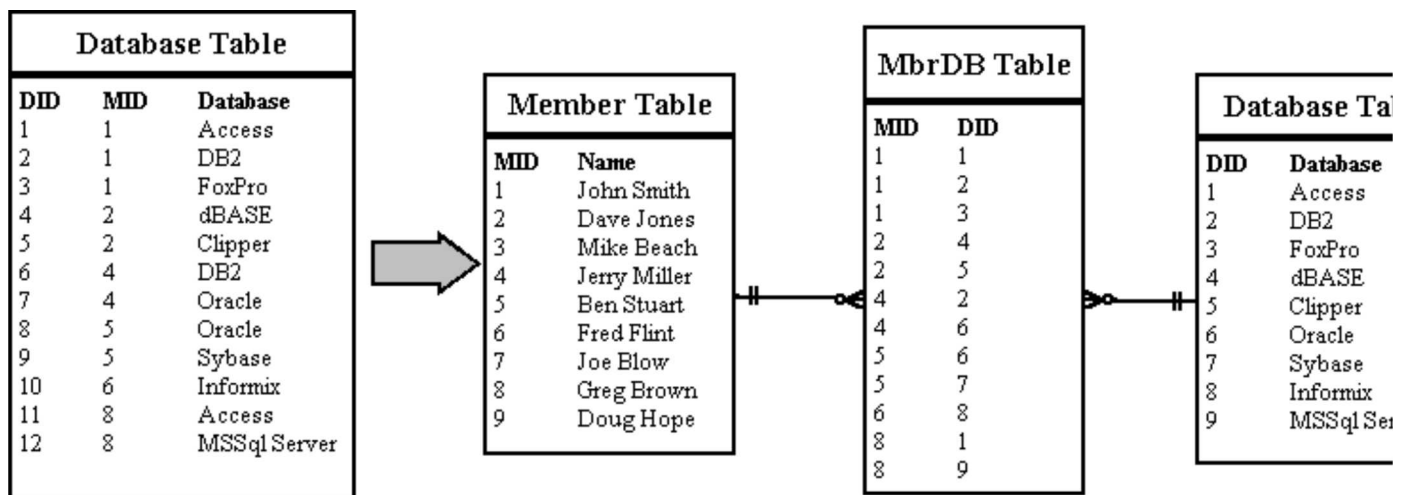 Database Table
DID MID Database
1 1 Access
2 1 DB2
3 1 FoxPro
4 2 dBASE
5 2 Clipper
6 4 DB2
7 4 Oracle
8 5 Oracle
9 5 Sybase
10 6 Informix
11 8 Access
12 8 MSSql Server
Member Table
MID Name
1 John Smith
2 Dave Jones
3 Mike Beach
4 Jerry Miller
5 Ben Stuart
6 Fred Flint
7 Joe Blow
8 Greg Brown
9 Doug Hope
MbrDB Table
MID DID
1 1
1 2
1 3
2 4
2 5
4 2
4 6
5 6
5 7
6 8
8 1
8 9
Database Ta
DID Database
1 Access
2 DB2
3 FoxPro
4 dBASE
5 Clipper
6 Oracle
7 Sybase
8 Informix
9 MSSql Ser